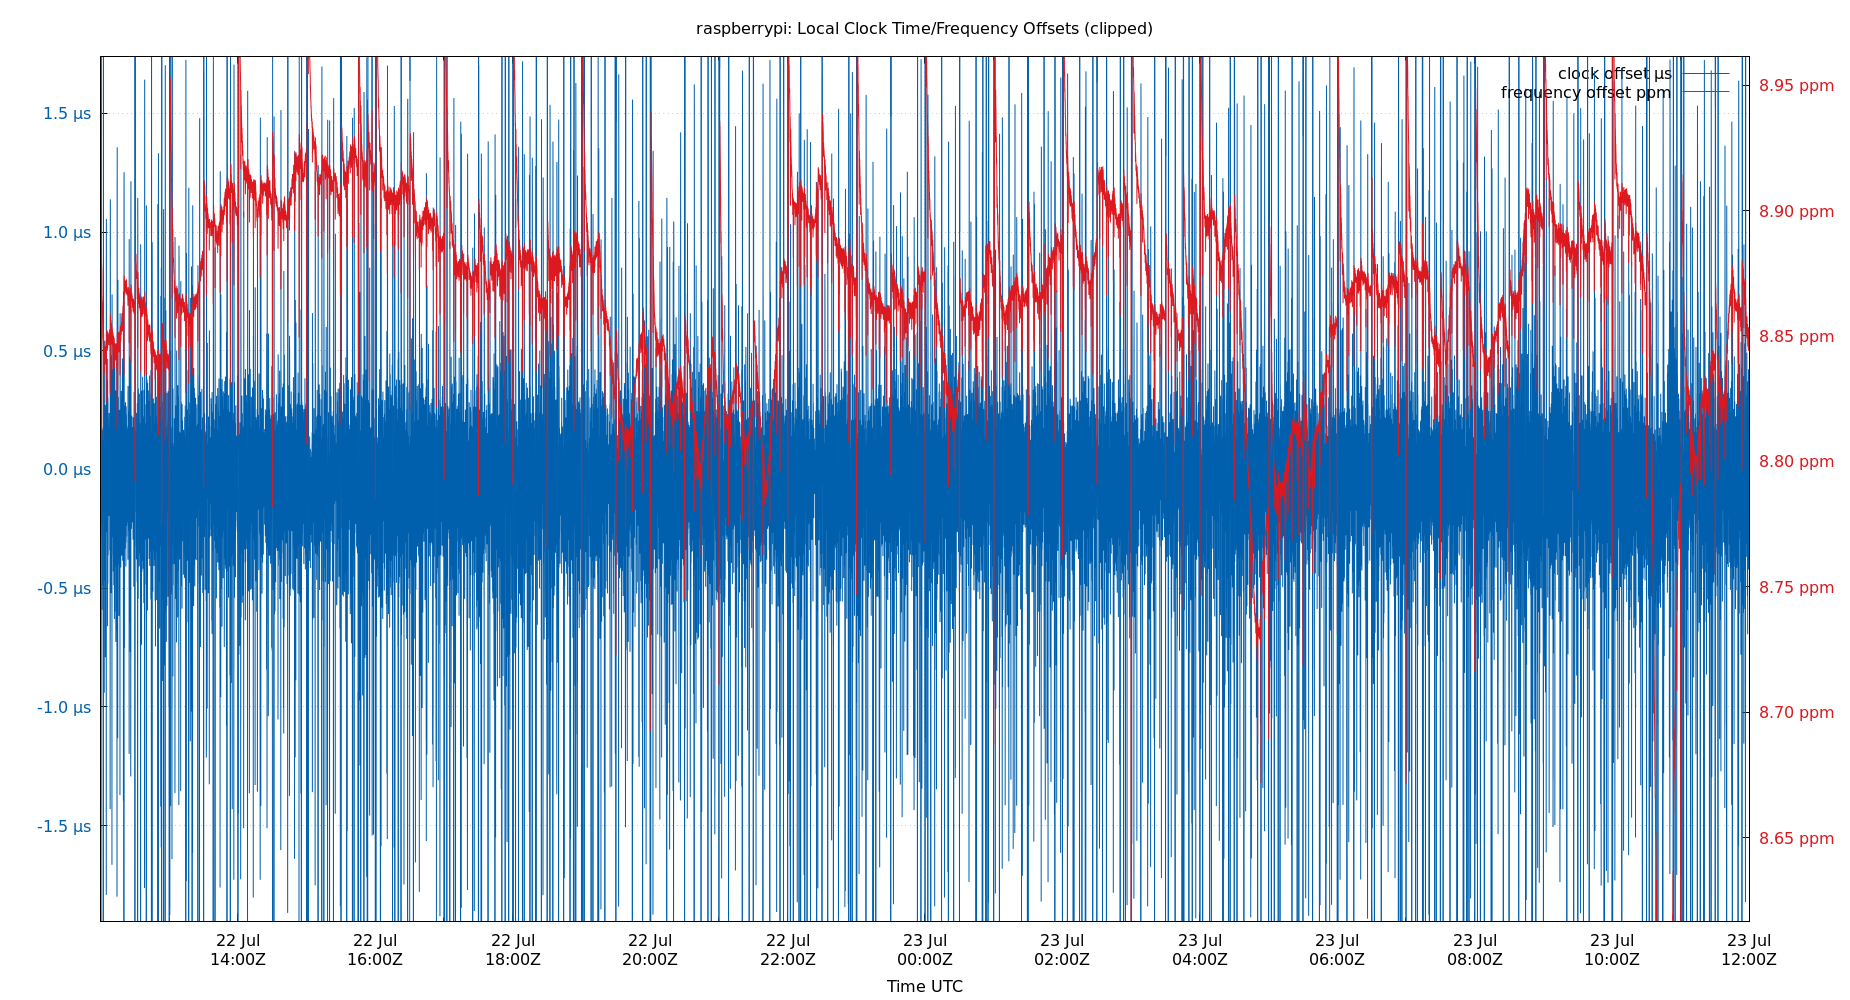 raspberrypi: Local Clock Time/Frequency Offsets (clipped)
clock offset µs
frequency offset ppm
1.5 µs
1.0 µs
0.5 µs
0.0 µs
-0.5 µs
-1.0 µs
-1.5 µs
8.95 ppm
8.90 ppm
8.85 ppm
8.80 ppm
8.75 ppm
8.70 ppm
8.65 ppm
22 Jul 22 Jul 22 Jul 22 Jul 22 Jul 23 Jul 23 Jul 23 Jul 23 Jul 23 Jul 23 Jul 23 Jul
14:00Z 16:00Z 18:00Z 20:00Z 22:00Z 00:00Z 02:00Z 04:00Z 06:00Z 08:00Z 10:00Z 12:00Z
Time UTC